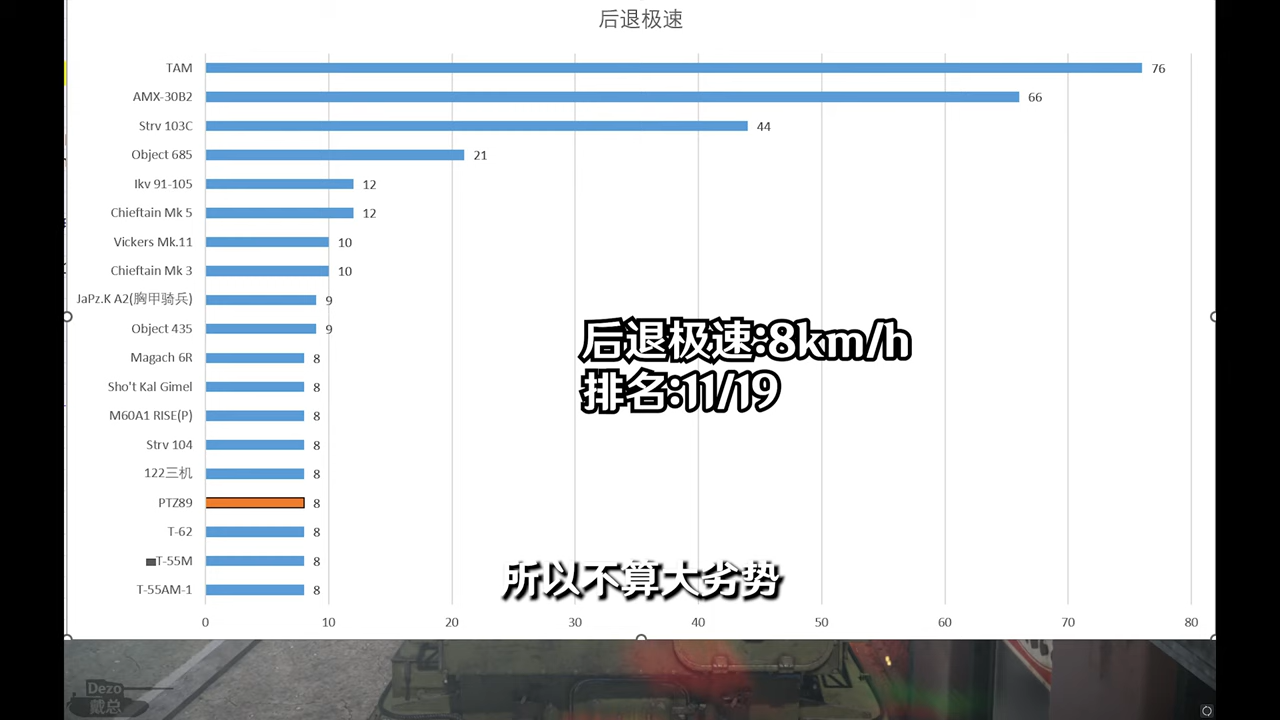 后退极速
TAM 76
AMX-30B2 66
Strv 103C 44
Object 685 21
Ikv 91-105 12
Chieftain Mk 5 12
Vickers Mk.11 10
Chieftain Mk 3 10
JaPz.K A2(胸甲骑兵) 9
Object 435 9
Magach 6R 8
Sho't Kal Gimel 8
M60A1 RISE(P) 8
Strv 104 8
122三机 8
PTZ89 8
T-62 8
T-55M 8
T-55AM-1 8
0 10 20 30 40 50 60 70 80
后退极速:8km/h
排名:11/19
所以不算大劣势
Dezo
戴总